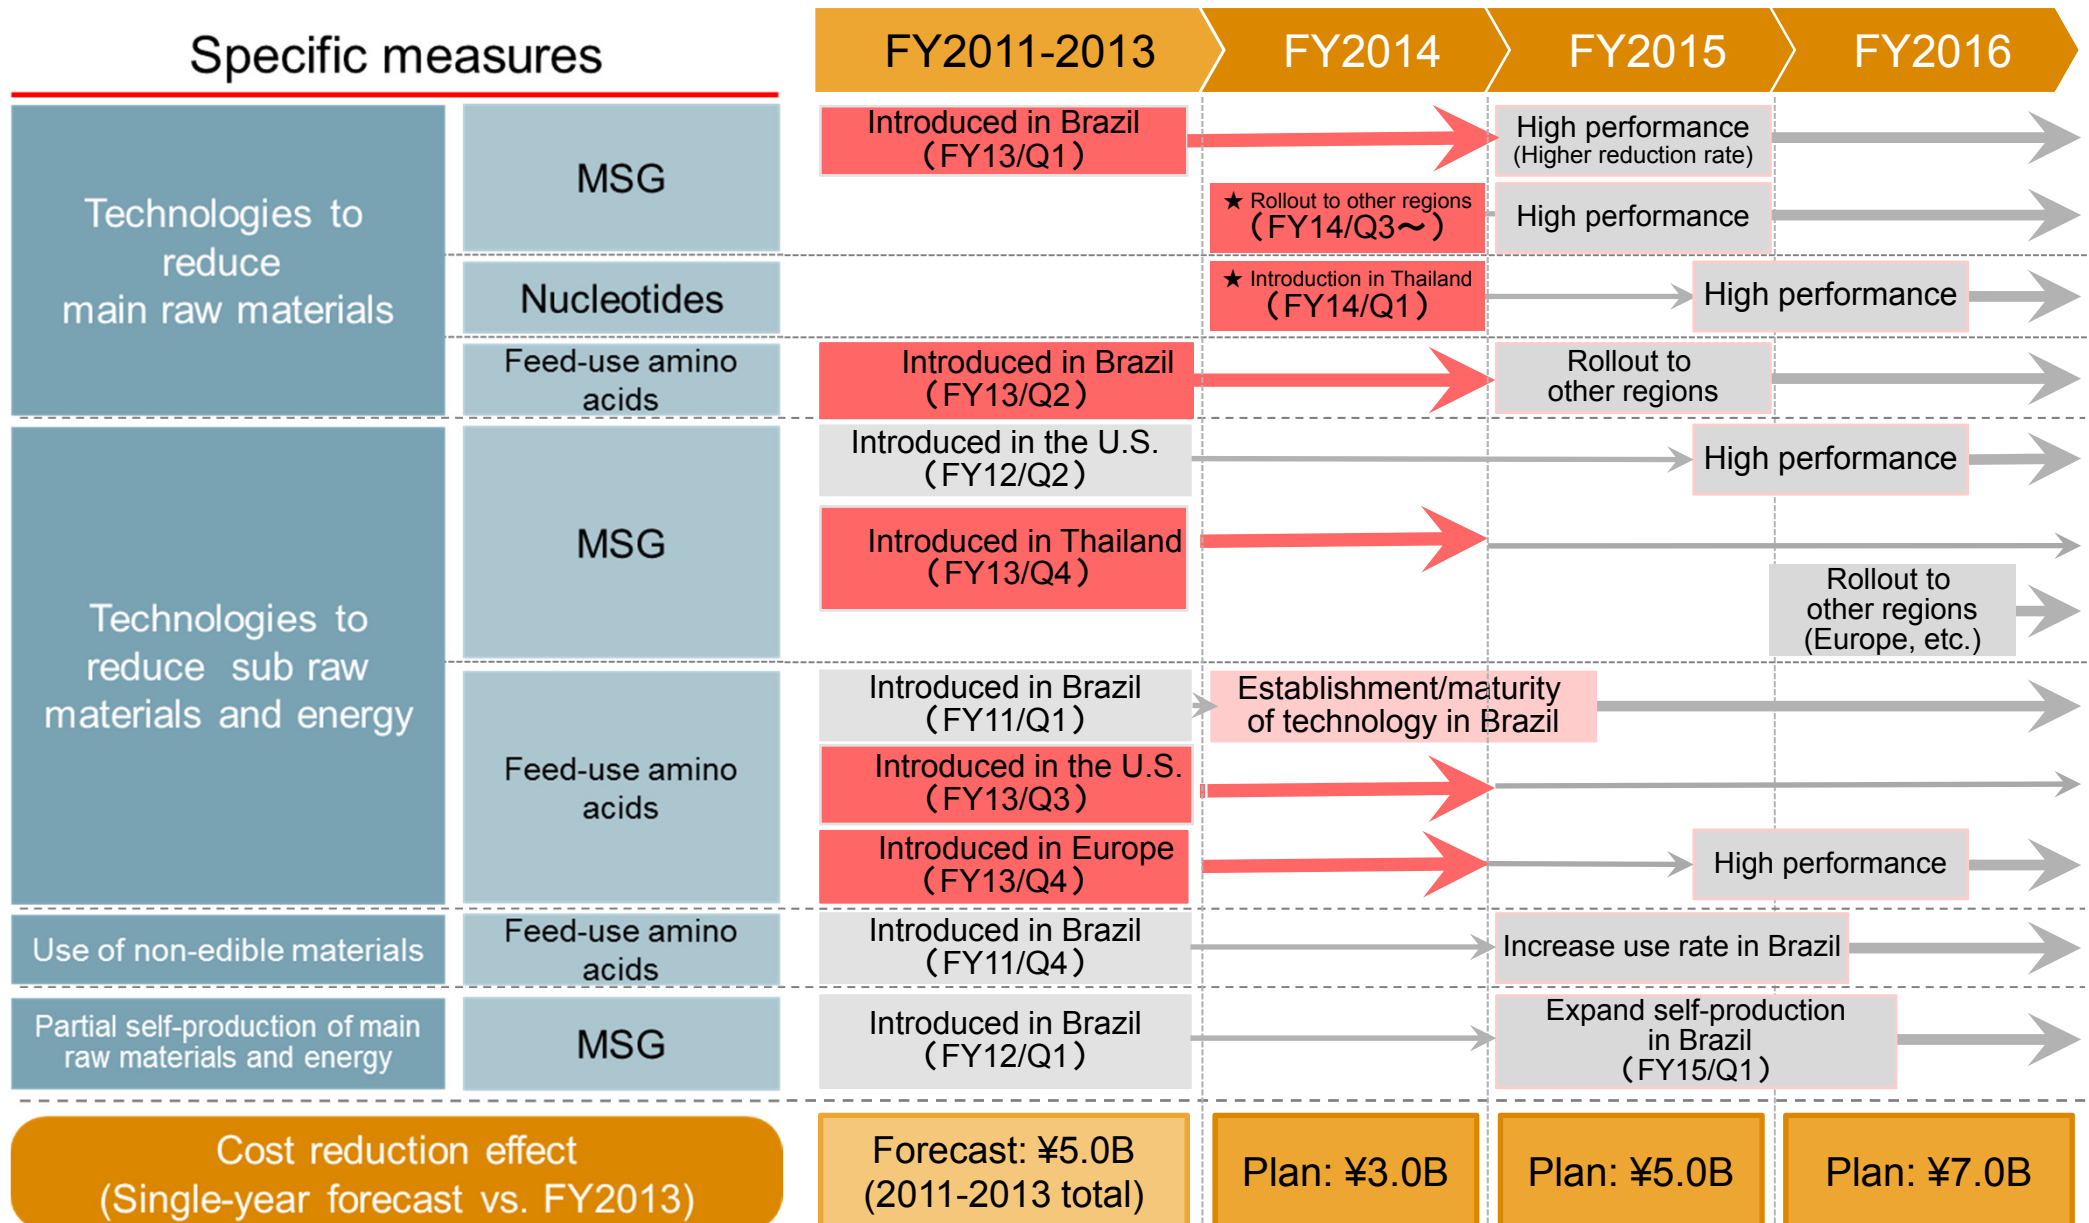 Specific measures
FY2011-2013
FY2014
FY2015
FY2016
Technologies to
reduce
main raw materials
MSG
Introduced in Brazil
（FY13/Q1）
High performance
(Higher reduction rate)
★ Rollout to other regions
（FY14/Q3～）
High performance
Nucleotides
★ Introduction in Thailand
（FY14/Q1）
High performance
Feed-use amino
acids
Introduced in Brazil
（FY13/Q2）
Rollout to
other regions
Technologies to
reduce sub raw
materials and energy
MSG
Introduced in the U.S.
（FY12/Q2）
High performance
Introduced in Thailand
（FY13/Q4）
Rollout to
other regions
(Europe, etc.)
Feed-use amino
acids
Introduced in Brazil
（FY11/Q1）
Establishment/maturity
of technology in Brazil
Introduced in the U.S.
（FY13/Q3）
Introduced in Europe
（FY13/Q4）
High performance
Use of non-edible materials
Feed-use amino
acids
Introduced in Brazil
（FY11/Q4）
Increase use rate in Brazil
Partial self-production of main
raw materials and energy
MSG
Introduced in Brazil
（FY12/Q1）
Expand self-production
in Brazil
（FY15/Q1）
Cost reduction effect
(Single-year forecast vs. FY2013)
Forecast: ¥5.0B
(2011-2013 total)
Plan: ¥3.0B
Plan: ¥5.0B
Plan: ¥7.0B